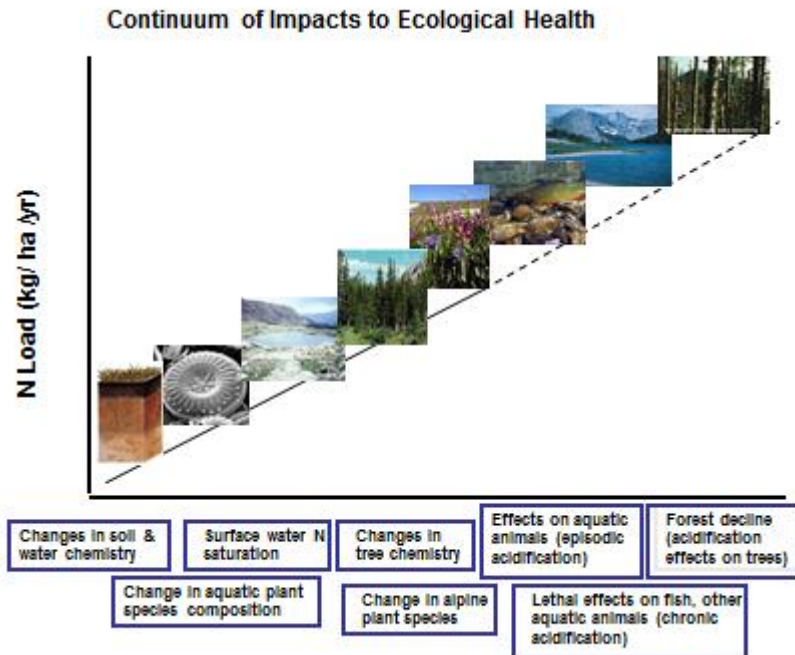 Continuum of Impacts to Ecological Health
N Load (kg/ ha /yr)
Changes in soil &
water chemistry
Surface water N
saturation
Changes in
tree chemistry
Effects on aquatic
animals (episodic
acidification)
Forest decline
(acidification
effects on trees)
Change in aquatic plant
species composition
Change in alpine
plant species
Lethal effects on fish, other
aquatic animals (chronic
acidification)